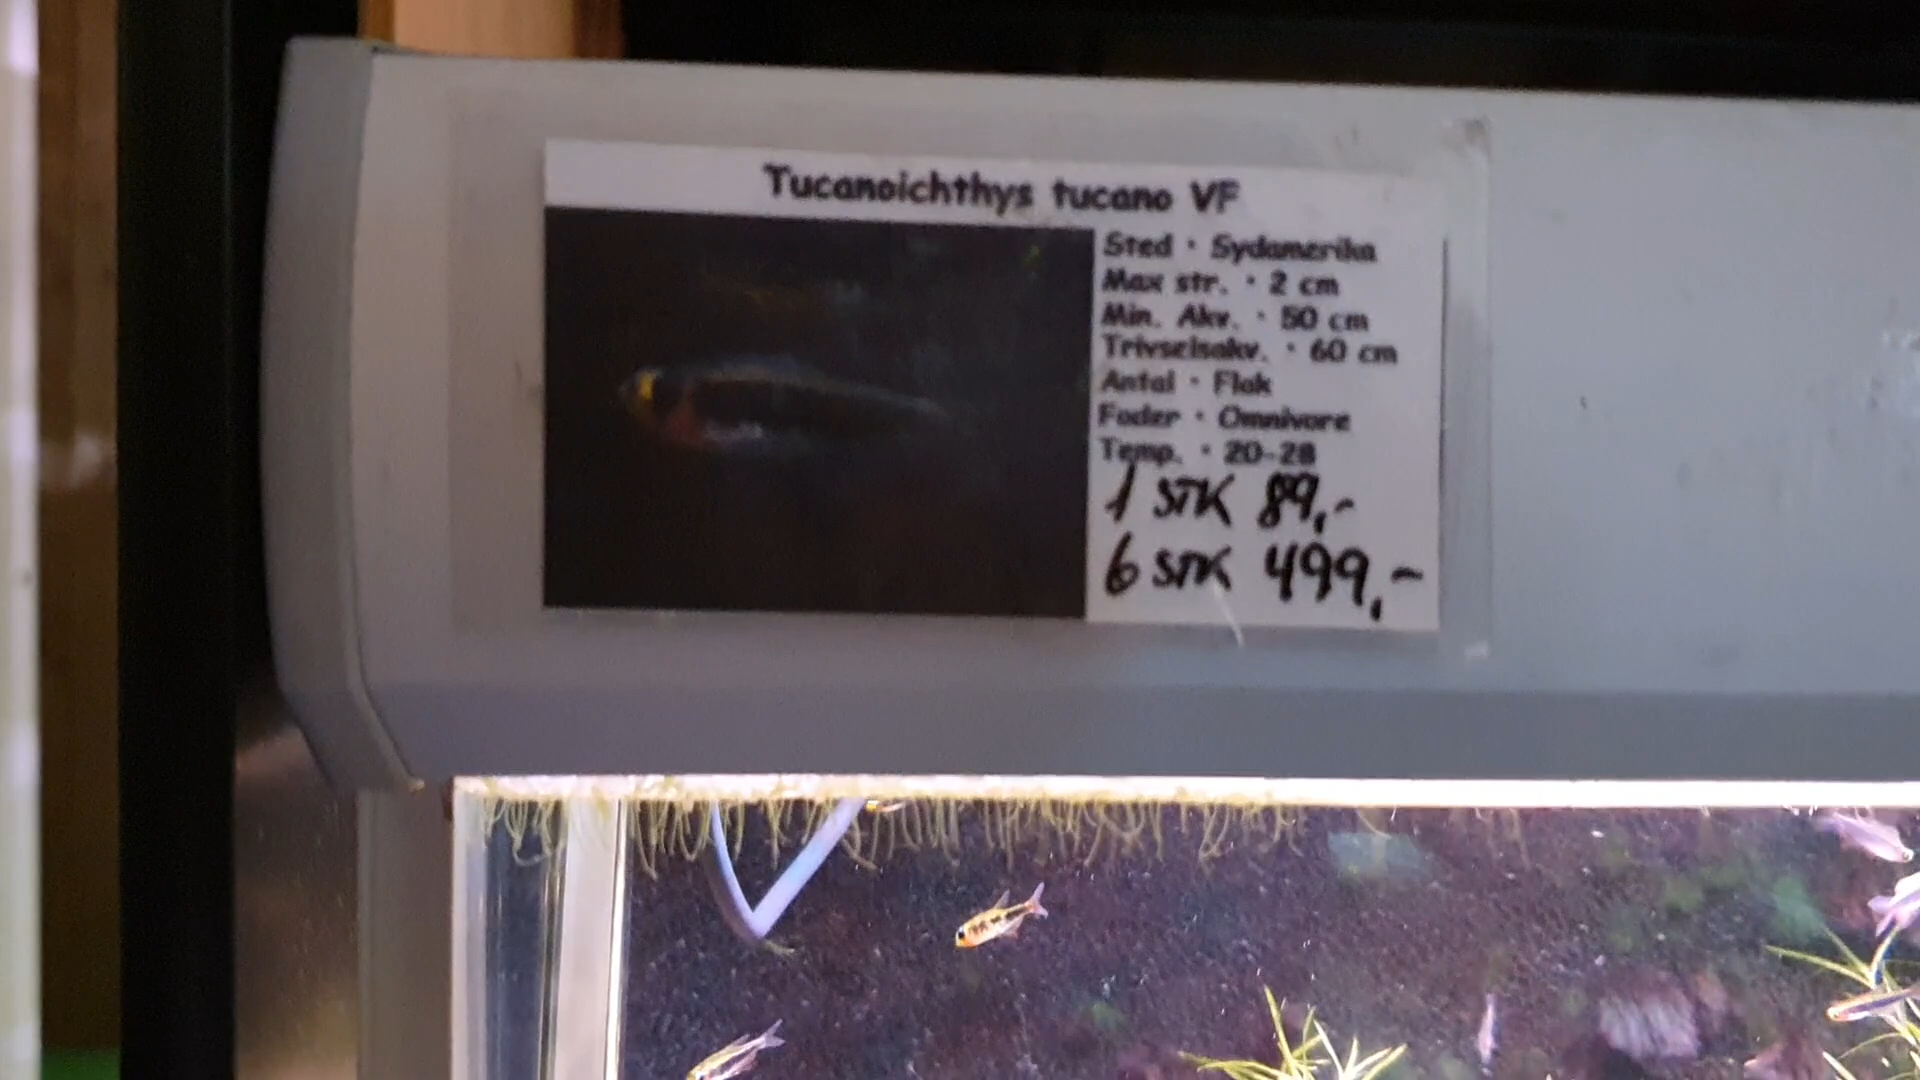 Tucanoichthys tucano VF
Sted · Sydamerika
Max str. · 2 cm
Min. Akv. · 50 cm
Trivselsakv. · 60 cm
Antal · Flok
Foder · Omnivore
Temp. · 20-28
1 STK 89,-
6 STK 499,-